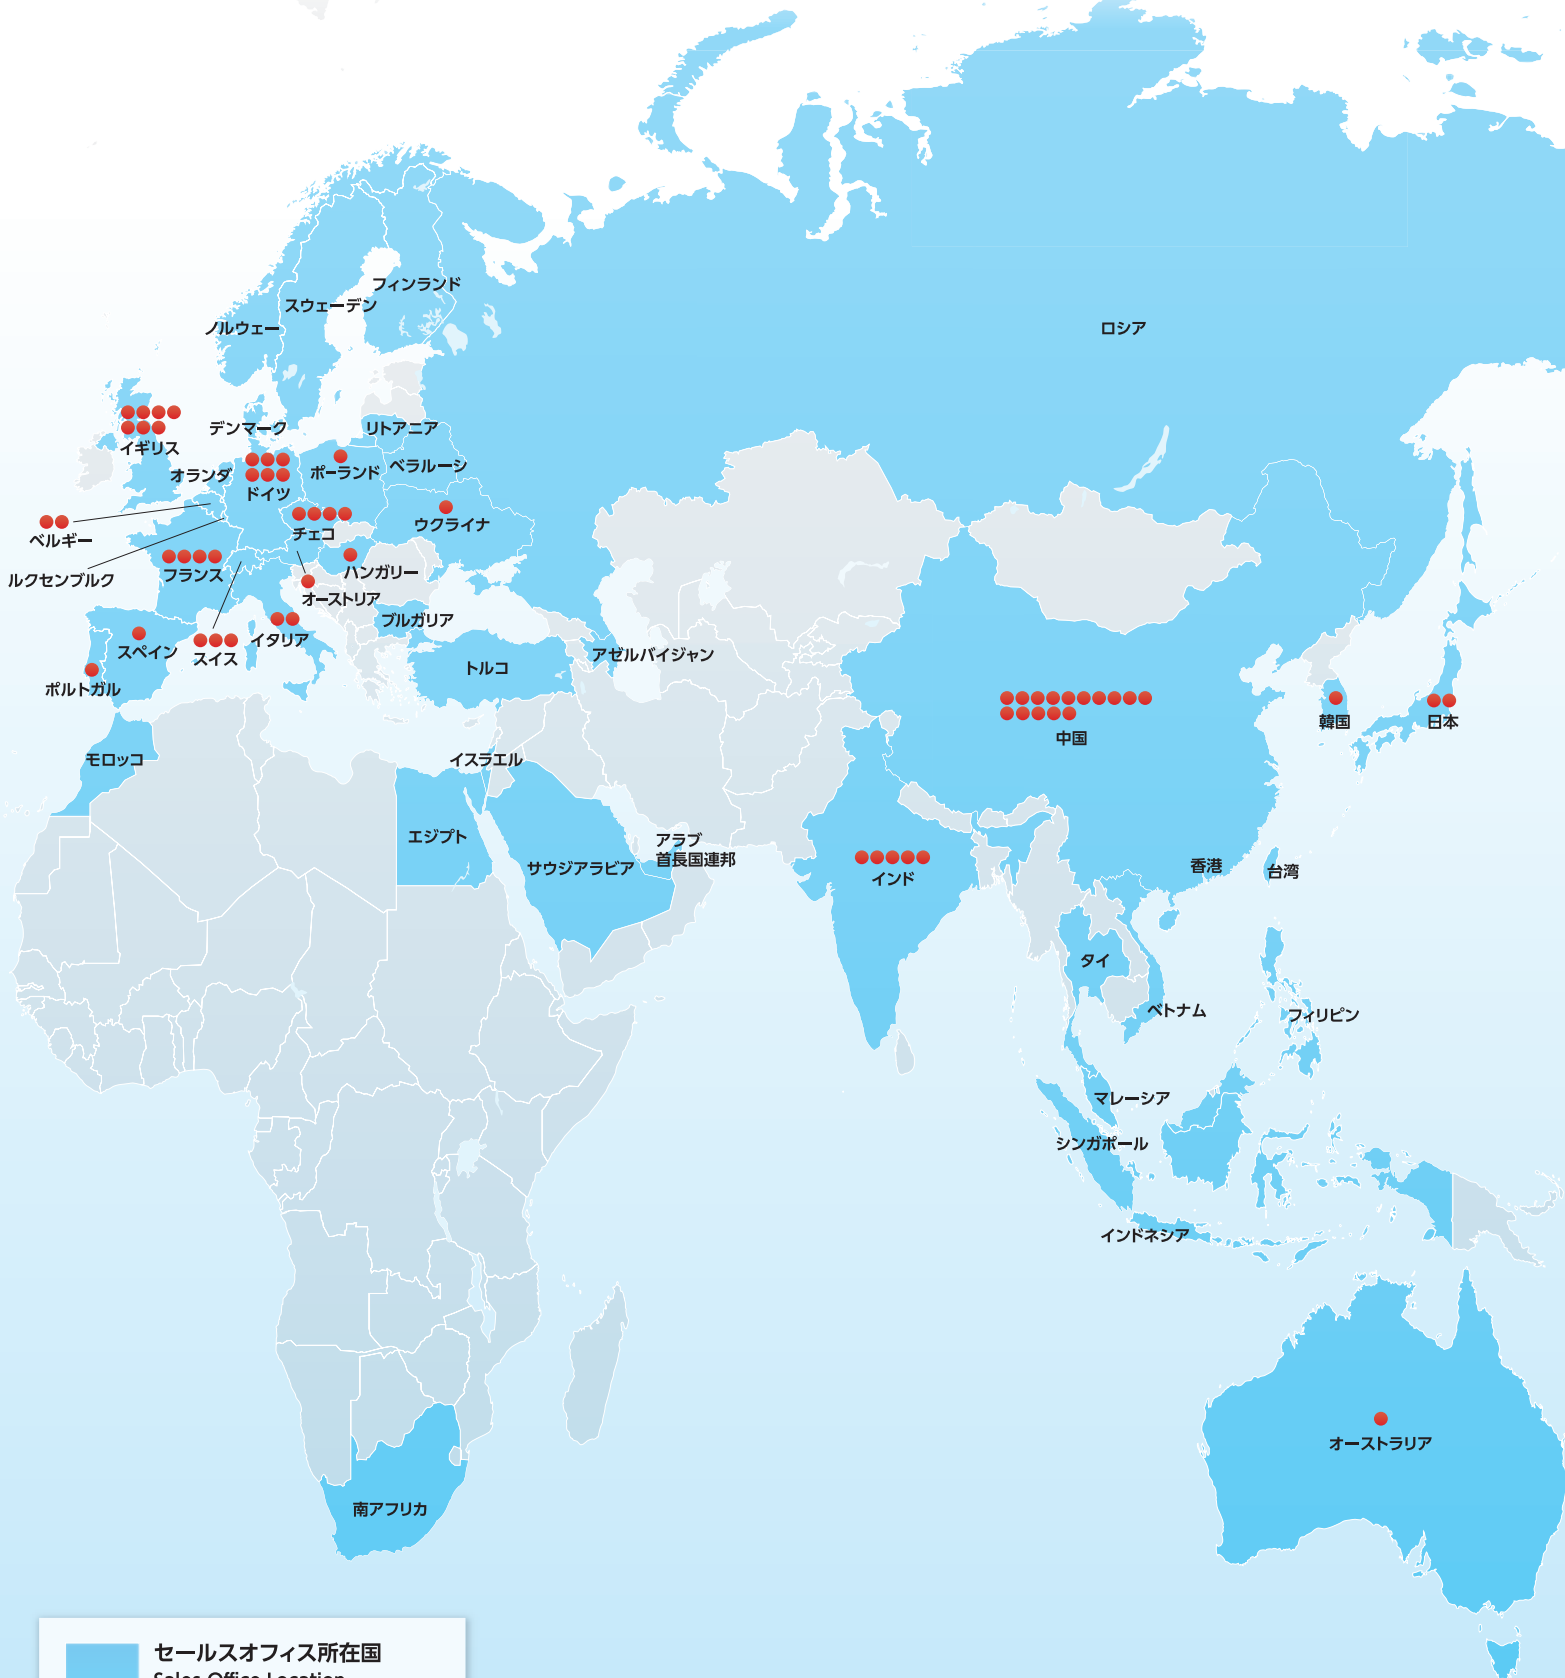 フィンランド
スウェーデン
ノルウェー
ロシア
デンマーク
リトアニア
イギリス
オランダ
ポーランド
ベラルーシ
ドイツ
ウクライナ
チェコ
ベルギー
ルクセンブルク
フランス
ハンガリー
オーストリア
ブルガリア
イタリア
スペイン
スイス
アゼルバイジャン
トルコ
ポルトガル
韓国
日本
中国
モロッコ
イスラエル
エジプト
サウジアラビア
アラブ
首長国連邦
インド
香港
台湾
タイ
ベトナム
フィリピン
マレーシア
シンガポール
インドネシア
オーストラリア
南アフリカ
セールスオフィス所在国
Sales Office Location